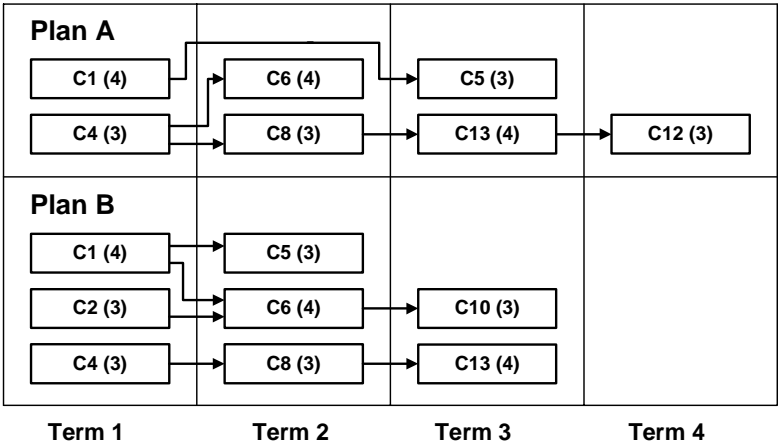 Plan A
C1 (4) C6 (4) C5 (3)
C4 (3) C8 (3) C13 (4) C12 (3)
Plan B
C1 (4) C5 (3)
C2 (3) C6 (4) C10 (3)
C4 (3) C8 (3) C13 (4)
Term 1 Term 2 Term 3 Term 4